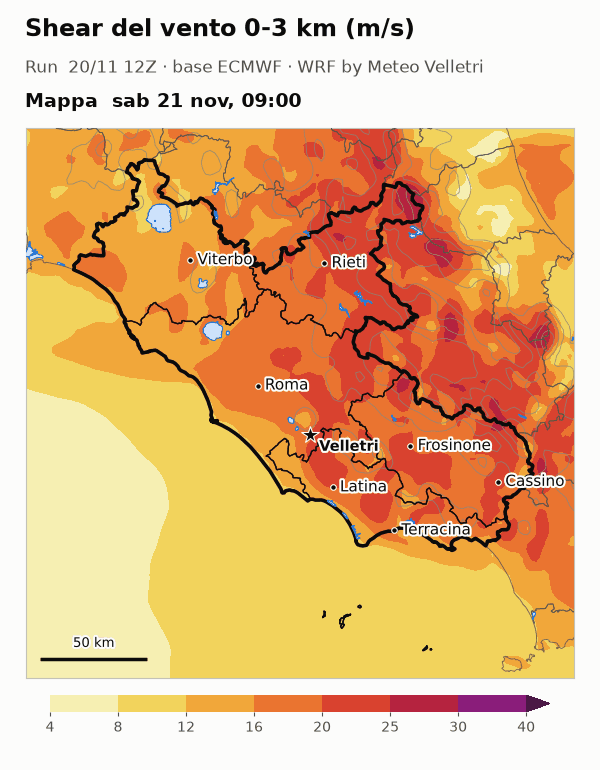 Shear del vento 0-3 km (m/s)
Run  20/11 12Z · base ECMWF · WRF by Meteo Velletri
Mappa  sab 21 nov, 09:00
Viterbo
Rieti
Roma
Velletri
Frosinone
Latina
Cassino
Terracina
50 km
4 8 12 16 20 25 30 40